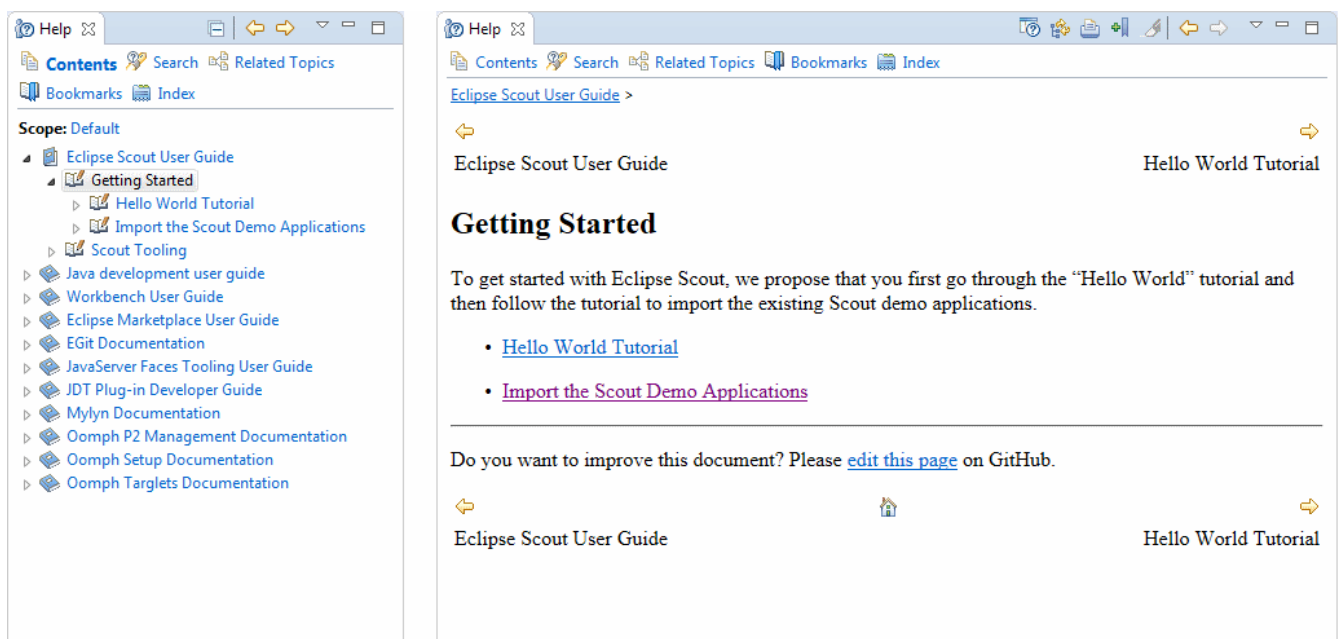 Help
Contents Search Related Topics
Bookmarks Index
Scope: Default
Eclipse Scout User Guide
Getting Started
Hello World Tutorial
Import the Scout Demo Applications
Scout Tooling
Java development user guide
Workbench User Guide
Eclipse Marketplace User Guide
EGit Documentation
JavaServer Faces Tooling User Guide
JDT Plug-in Developer Guide
Mylyn Documentation
Oomph P2 Management Documentation
Oomph Setup Documentation
Oomph Targlets Documentation
Help
Contents Search Related Topics Bookmarks Index
Eclipse Scout User Guide >
Eclipse Scout User Guide Hello World Tutorial
Getting Started
To get started with Eclipse Scout, we propose that you first go through the “Hello World” tutorial and
then follow the tutorial to import the existing Scout demo applications.
• Hello World Tutorial
• Import the Scout Demo Applications
Do you want to improve this document? Please edit this page on GitHub.
Eclipse Scout User Guide Hello World Tutorial